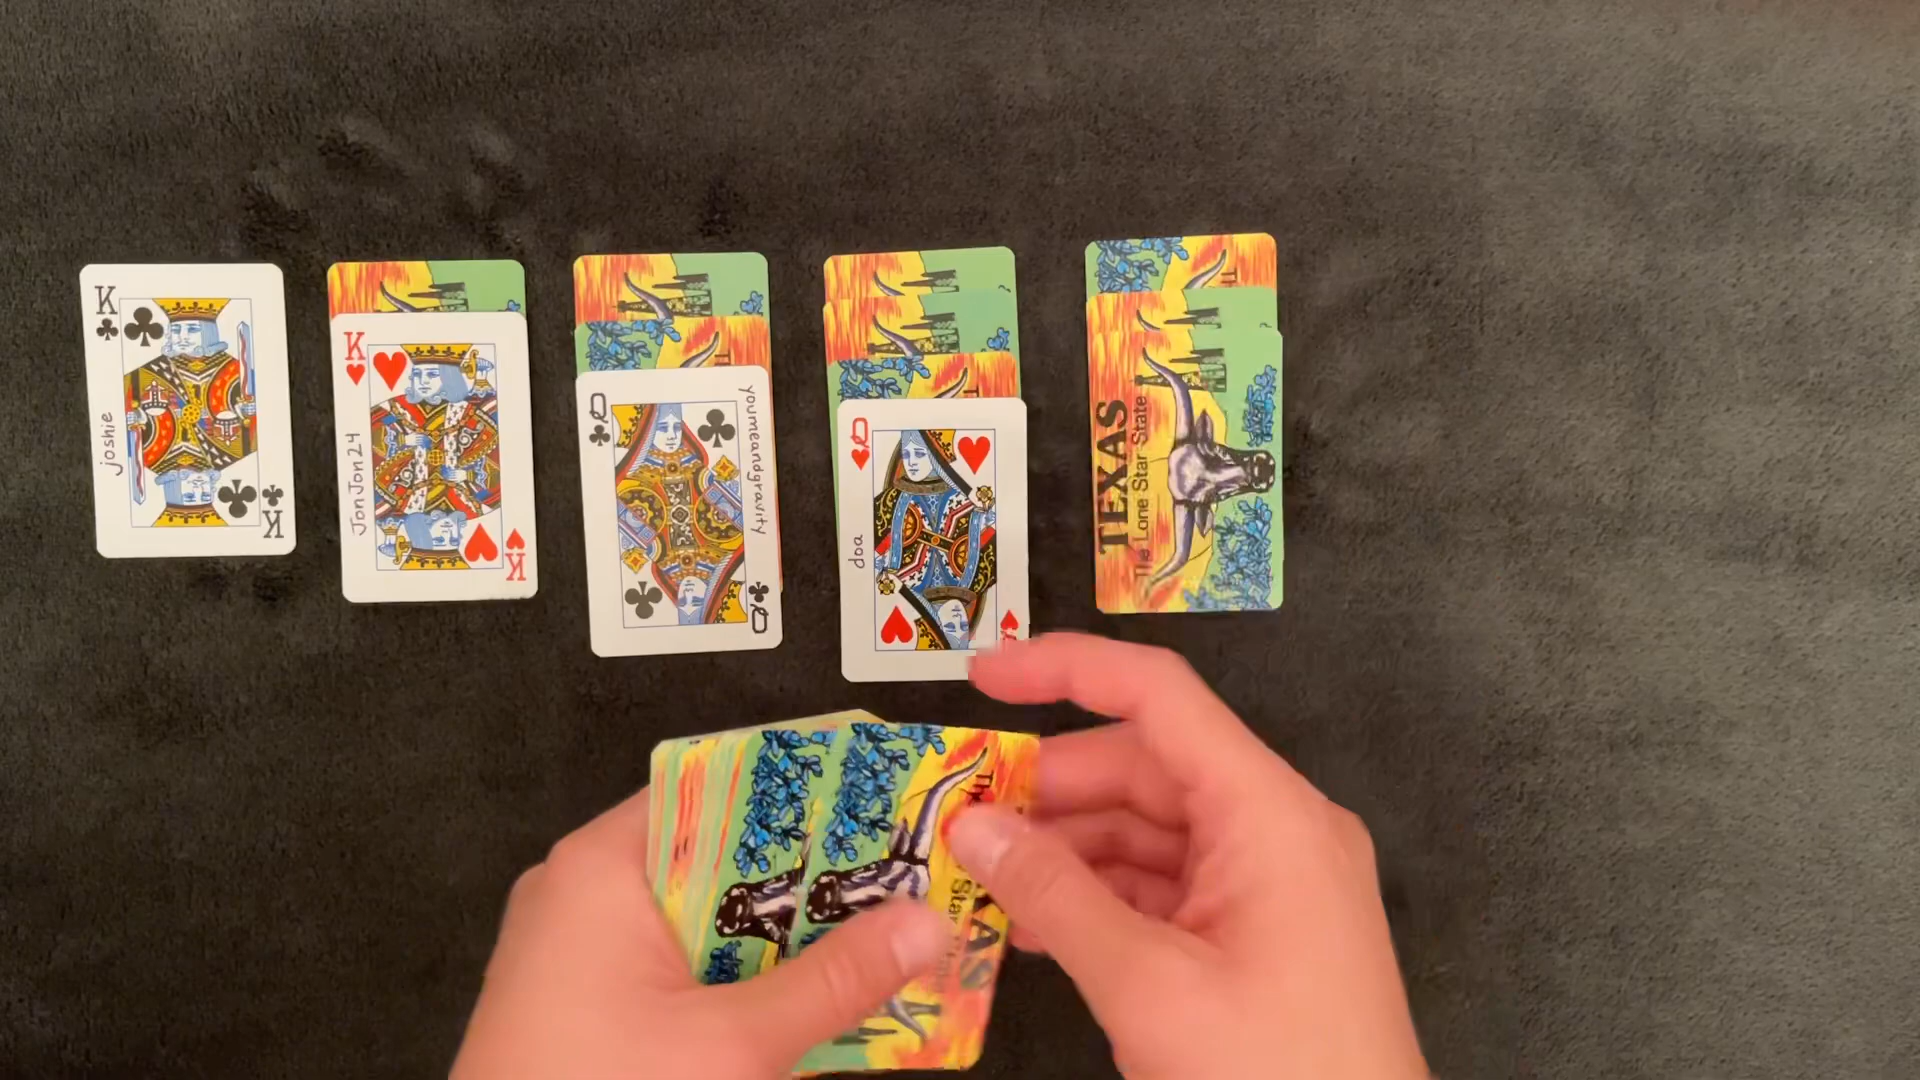 K
joshie
K
K
JonJon24
K
Q
youmeandgravity
Q
Q
doa
TEXAS
The Lone Star State